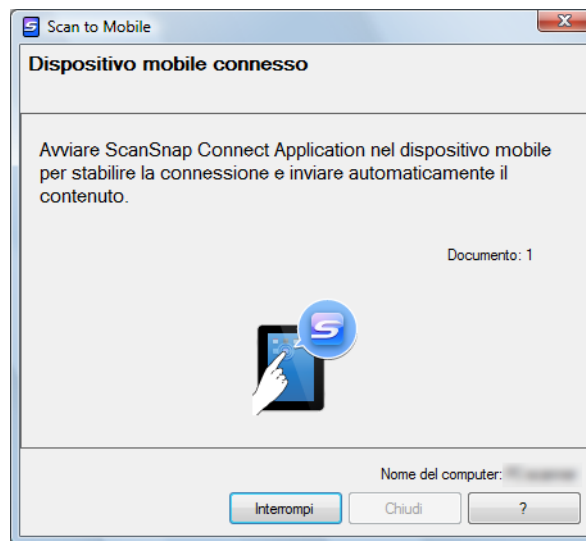 Scan to Mobile
Dispositivo mobile connesso
Avviare ScanSnap Connect Application nel dispositivo mobile
per stabilire la connessione e inviare automaticamente il
contenuto.
Documento: 1
Nome del computer:
Interrompi
Chiudi
?